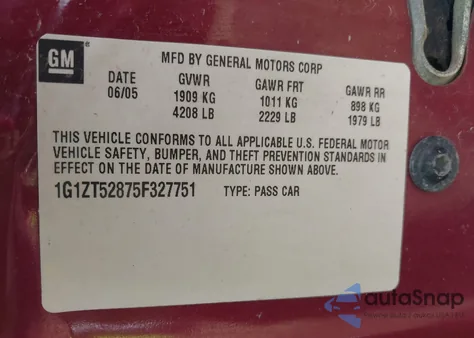 GM
MFD BY GENERAL MOTORS CORP
DATE GVWR GAWR FRT GAWR RR
06/05 1909 KG 1011 KG 898 KG
4208 LB 2229 LB 1979 LB
THIS VEHICLE CONFORMS TO ALL APPLICABLE U.S. FEDERAL MOTOR
VEHICLE SAFETY, BUMPER, AND THEFT PREVENTION STANDARDS IN
EFFECT ON THE DATE OF MANUFACTURE SHOWN ABOVE.
1G1ZT52875F327751 TYPE: PASS CAR
autoSnap